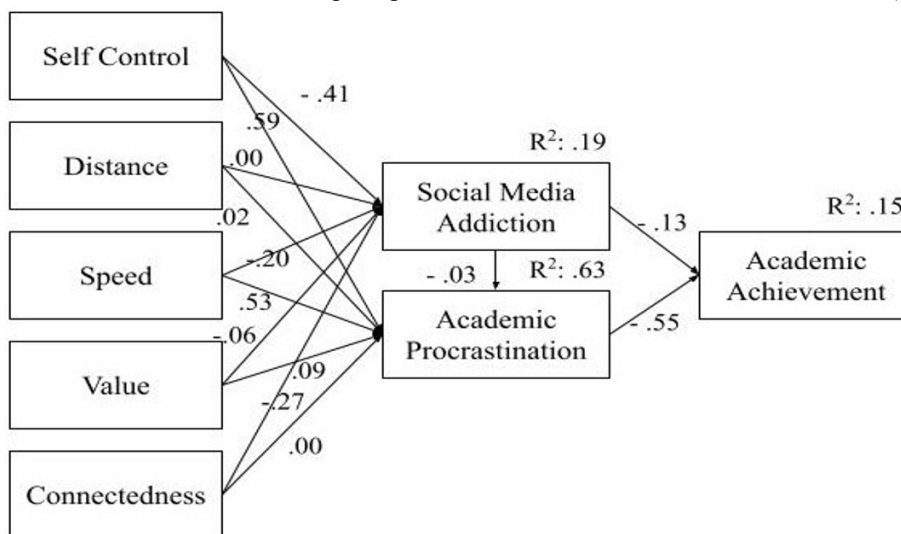 Self Control
- .41
.59
R²: .19
Distance
.00
Social Media
Addiction
R²: .15
.02
- .13
Speed
-.20
- .03
R²: .63
Academic
Achievement
.53
Academic
Procrastination
- .55
-.06
Value
.09
-.27
.00
Connectedness